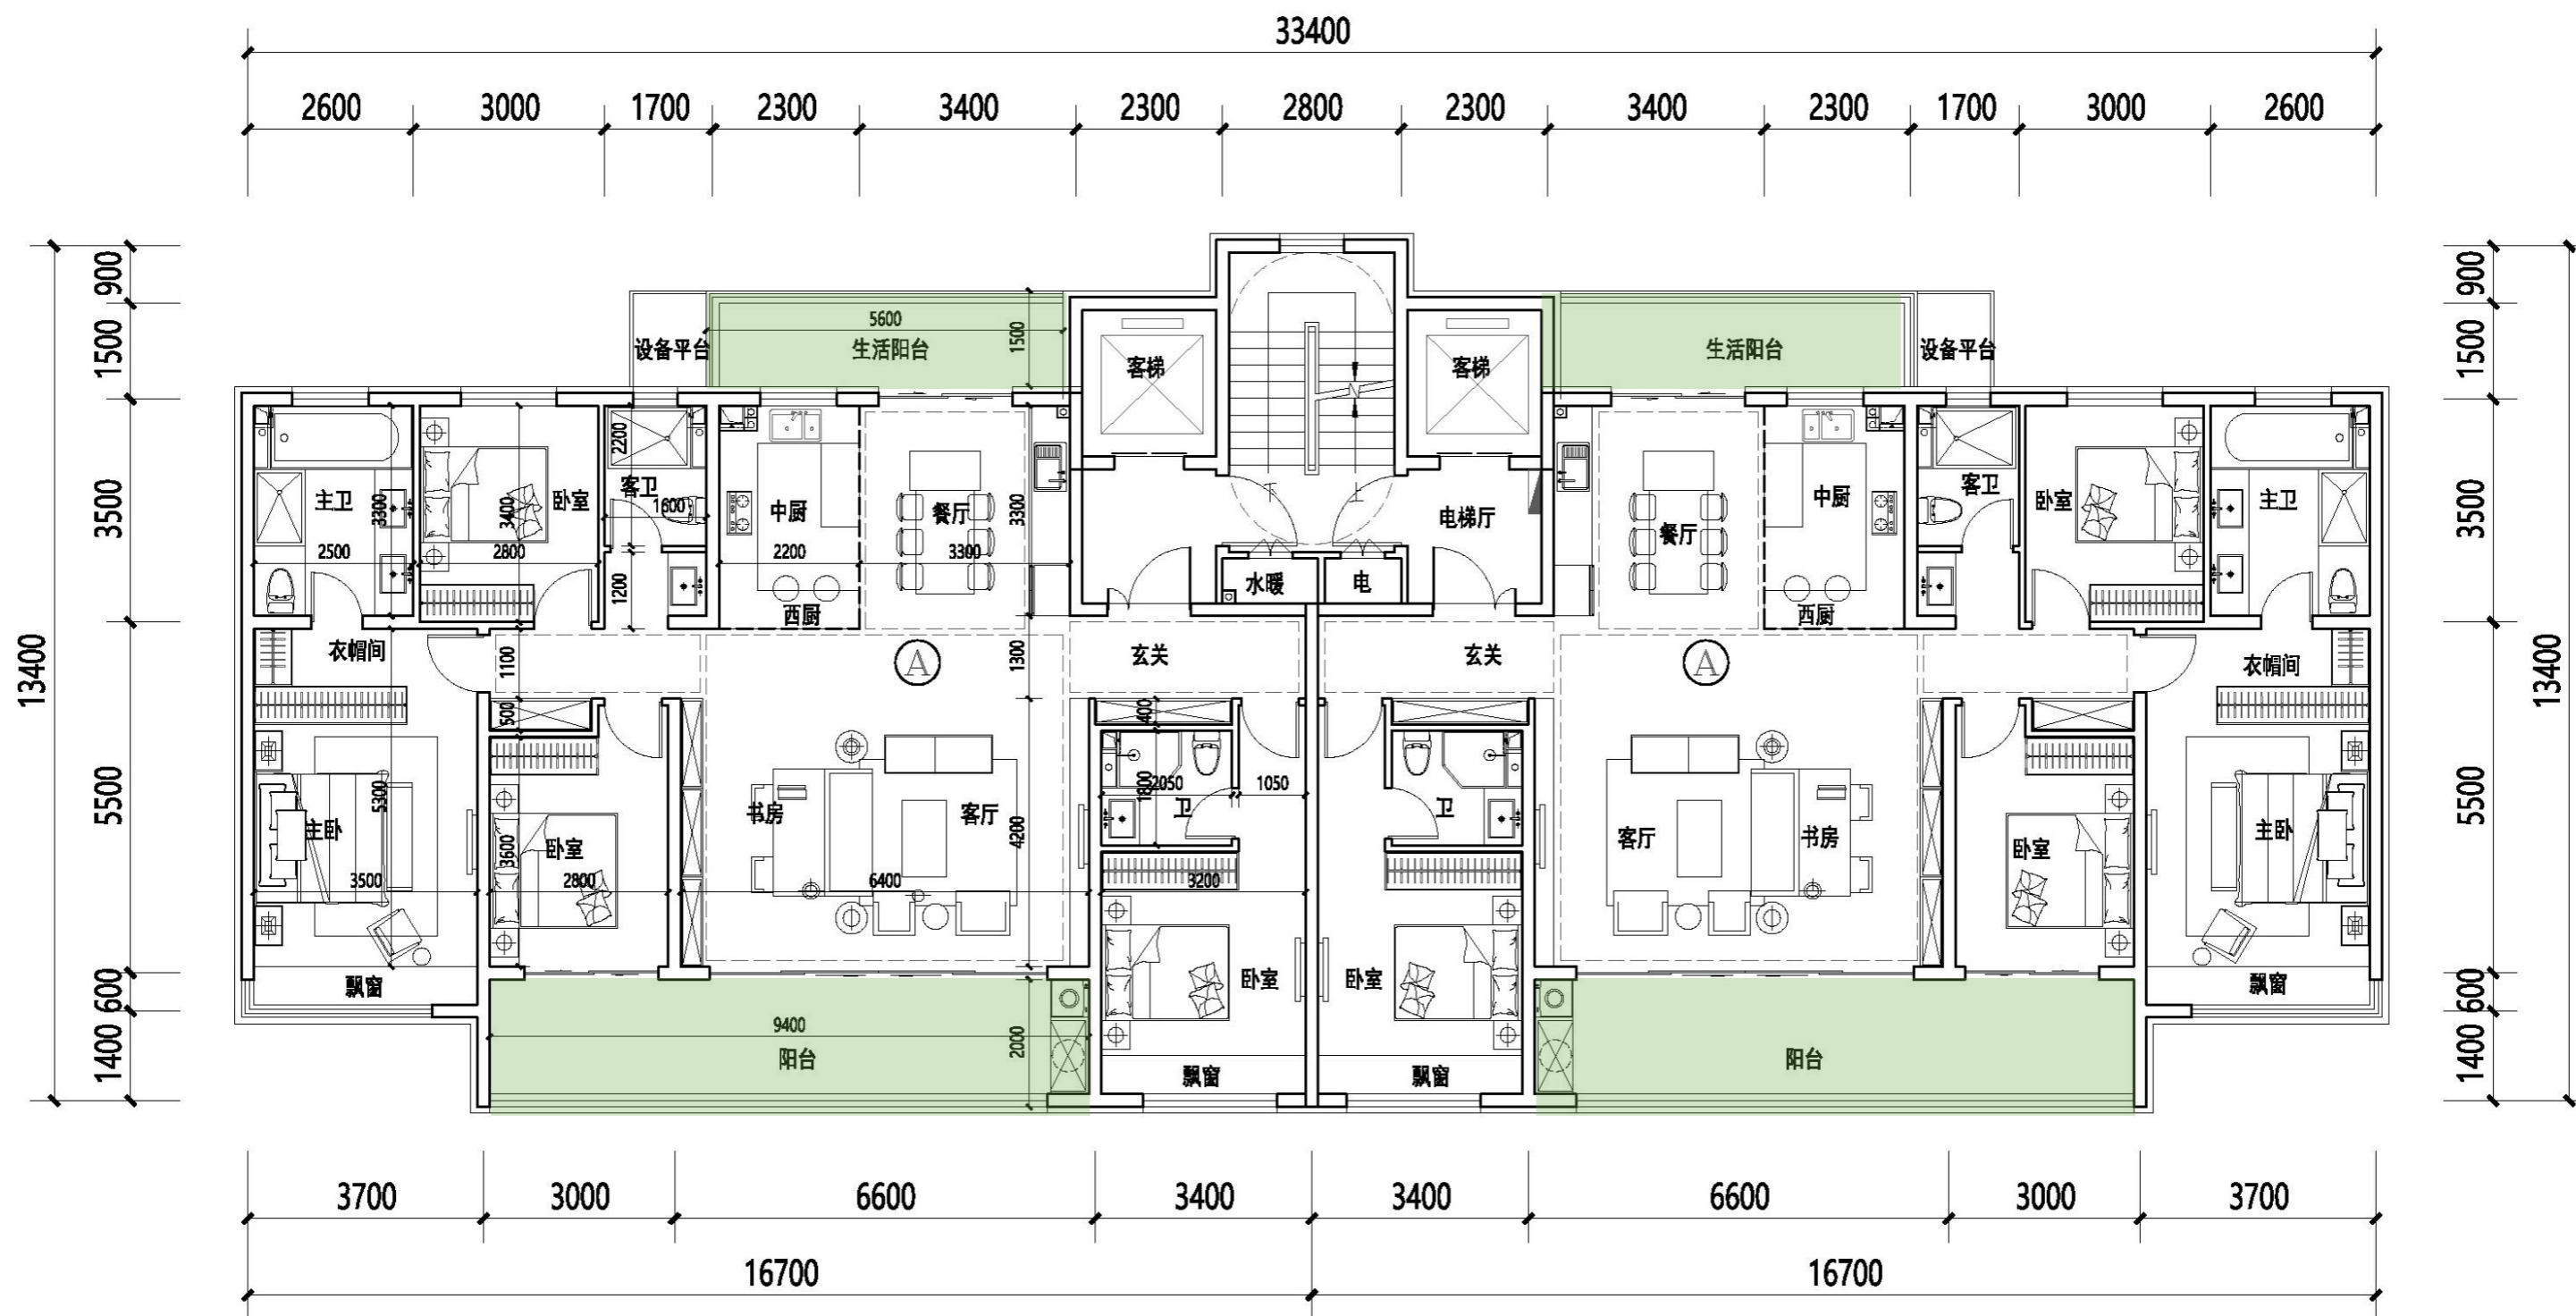 33400
2600 3000 1700 2300 3400 2300 2800 2300 3400 2300 1700 3000 2600
13400
900
1500
3500
5500
600
1400
900
1500
3500
5500
600
1400
13400
设备平台
5600
生活阳台
1500
客梯
客梯
生活阳台
设备平台
主卫
3300
2500
3400
卧室
2800
2200
客卫
1600
1200
中厨
2200
西厨
餐厅
3300
3300
水暖
电
电梯厅
餐厅
中厨
西厨
客卫
卧室
主卫
衣帽间
1100
A
1300
玄关
玄关
A
衣帽间
500
400
主卧
5300
3500
3600
卧室
2800
书房
客厅
6400
4200
1800
2050
卫
1050
3200
卫
客厅
书房
卧室
主卧
飘窗
9400
阳台
2000
卧室
飘窗
卧室
飘窗
阳台
飘窗
3700 3000 6600 3400 3400 6600 3000 3700
16700 16700